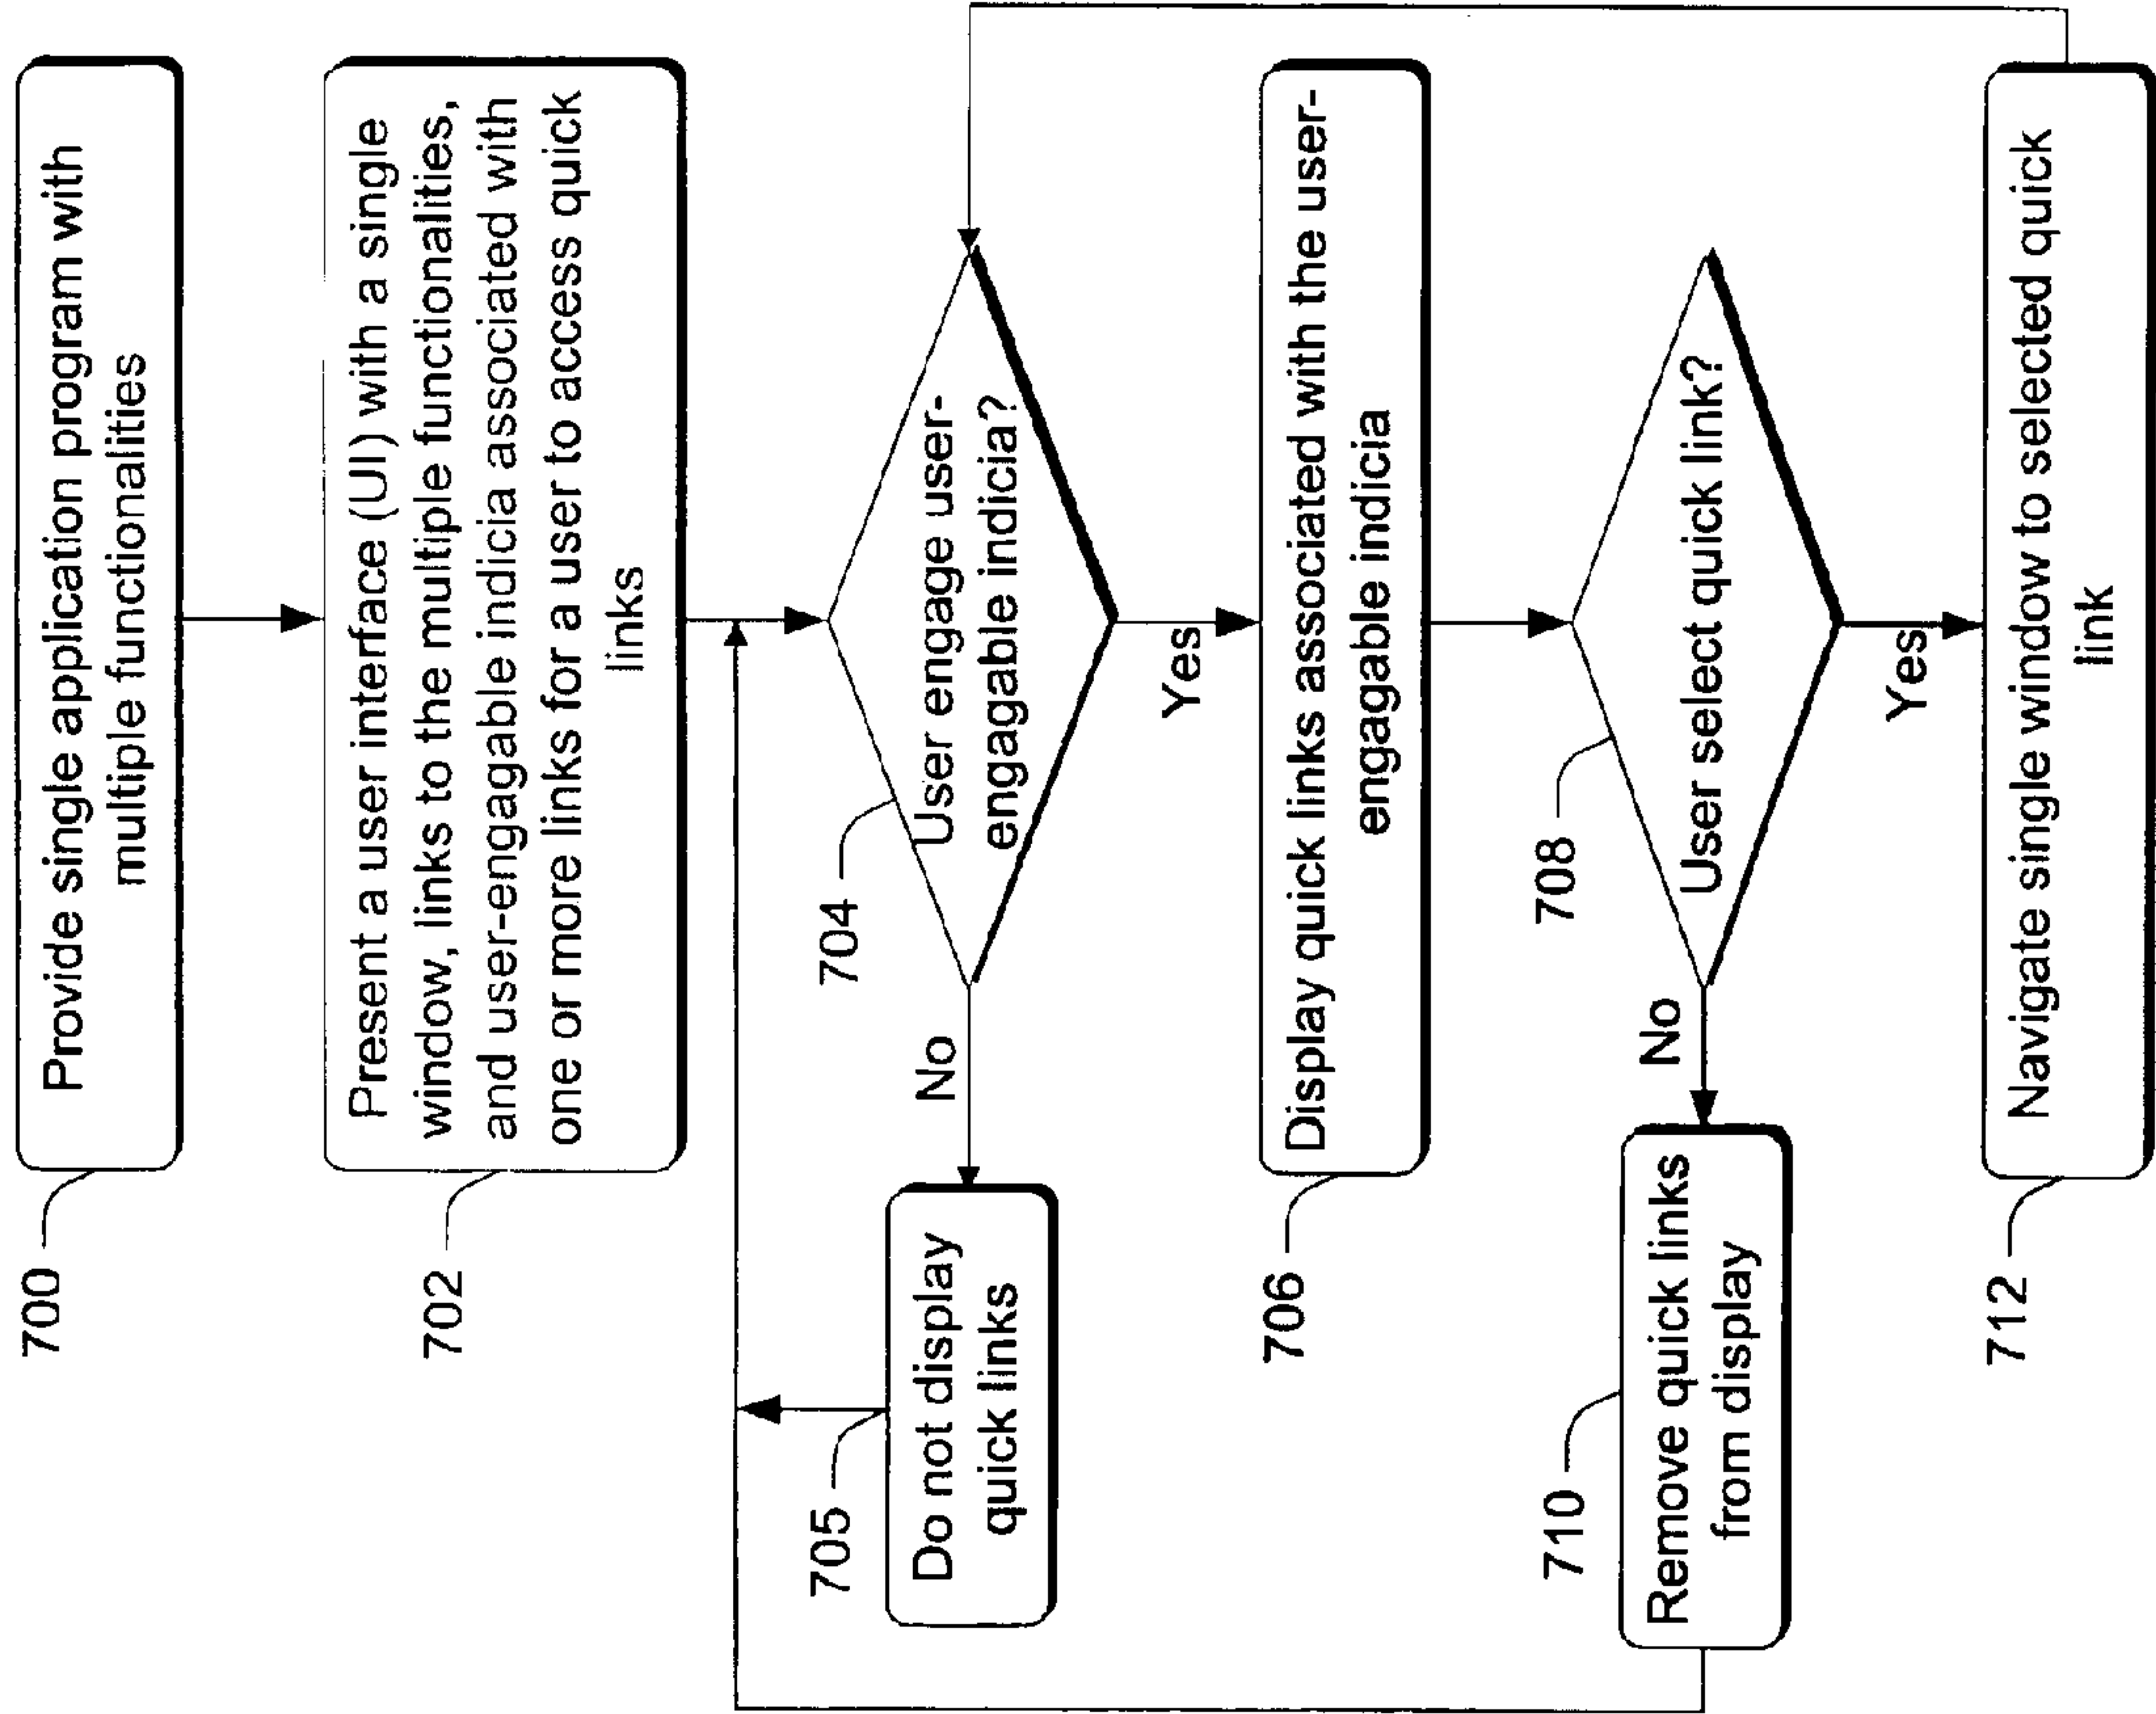 700
Provide single application program with
multiple functionalities
702
Present a user interface (UI) with a single
window, links to the multiple functionalities,
and user-engagable indicia associated with
one or more links for a user to access quick
links
704
User engage user-
engagable indicia?
No
Yes
705
Do not display
quick links
706
Display quick links associated with the user-
engagable indicia
708
User select quick link?
No
Yes
710
Remove quick links
from display
712
Navigate single window to selected quick
link